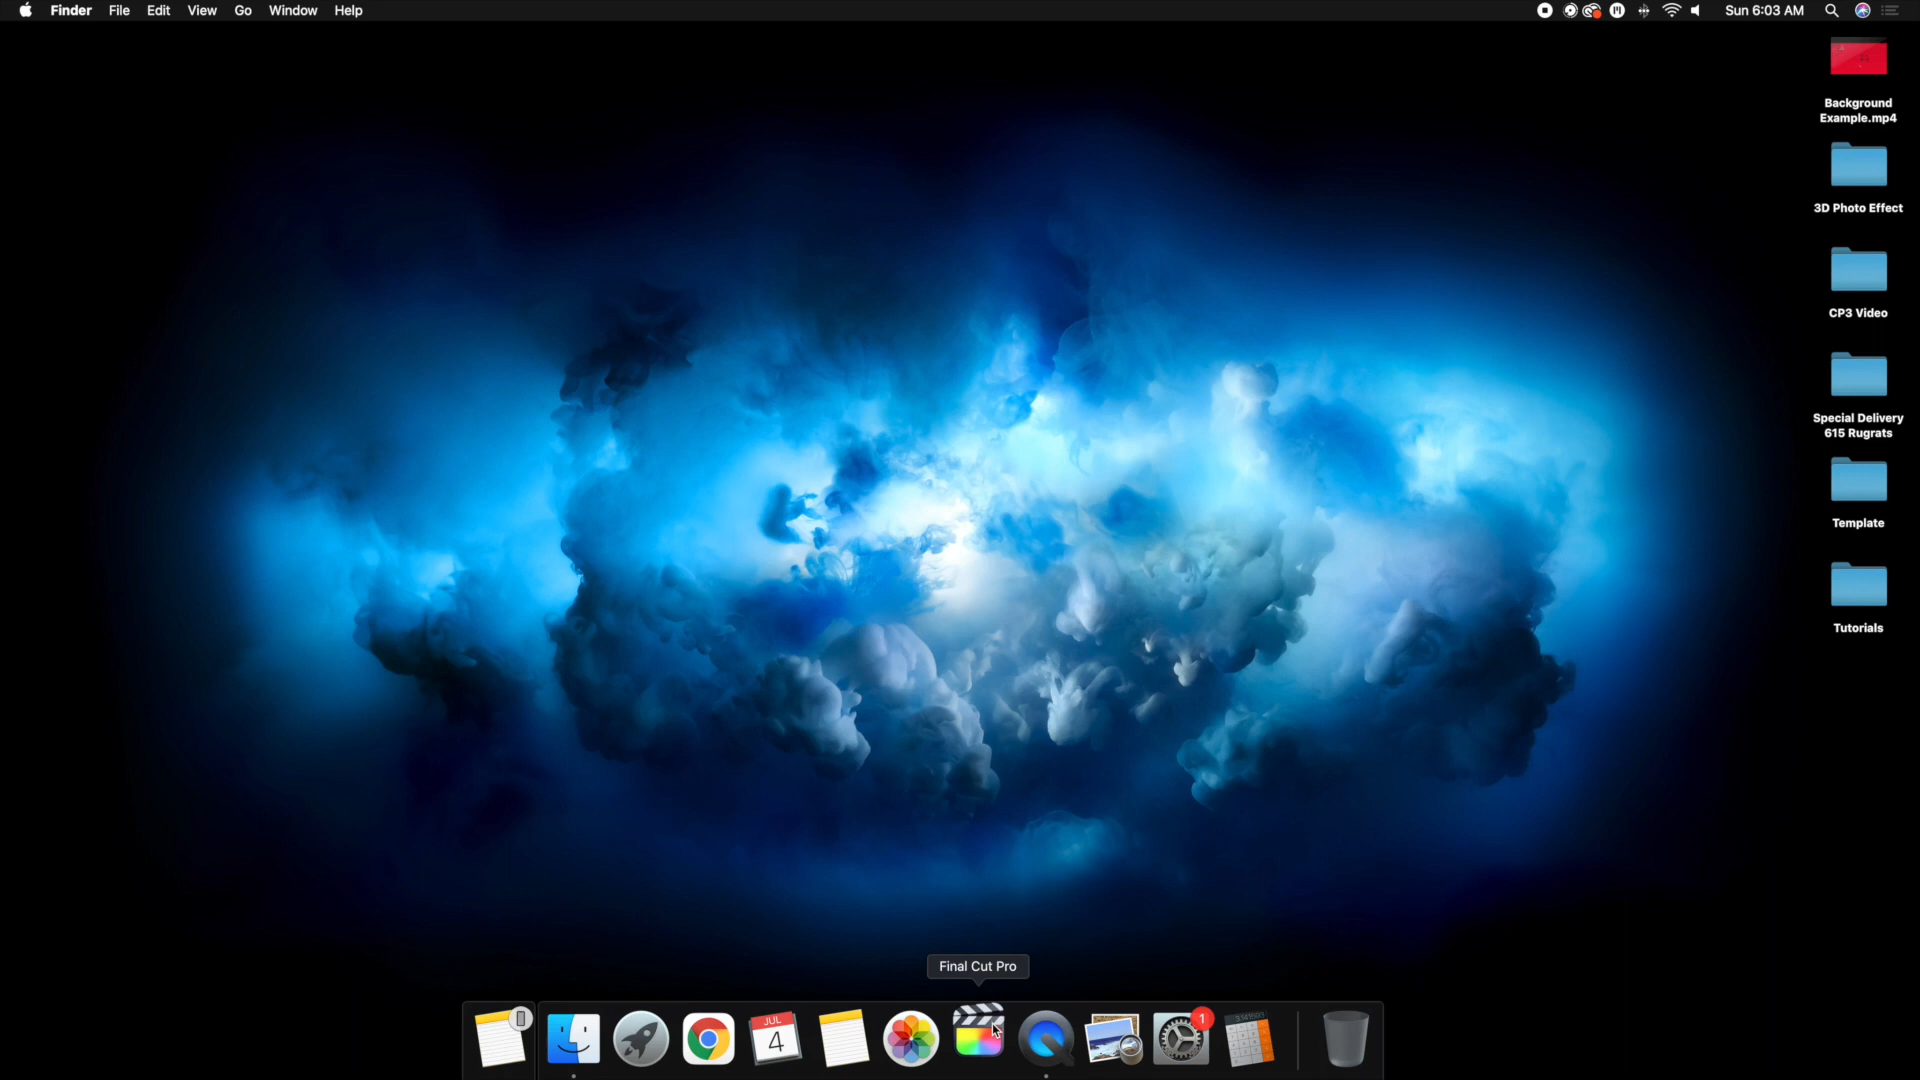 Finder File Edit View Go Window Help
Sun 6:03 AM
Background
Example.mp4
3D Photo Effect
CP3 Video
Special Delivery
615 Rugrats
Template
Tutorials
Final Cut Pro
JUL
4
1